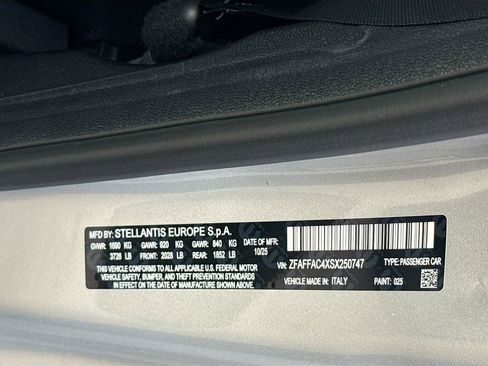 MFD BY: STELLANTIS EUROPE S.p.A.
GVWR: 1690 KG GAWR: 920 KG GAWR: 840 KG 10/25
3726 LB FRONT: 2028 LB REAR: 1852 LB
THIS VEHICLE CONFORMS TO ALL APPLICABLE
FEDERAL MOTOR VEHICLE SAFETY, BUMPER,
AND THEFT PREVENTION STANDARDS
IN EFFECT ON THE DATE OF
MANUFACTURE SHOWN ABOVE
VIN: ZFAFFAC4XSX250747 TYPE: PASSENGER CAR
VEHICLE MADE IN: ITALY PAINT: 025